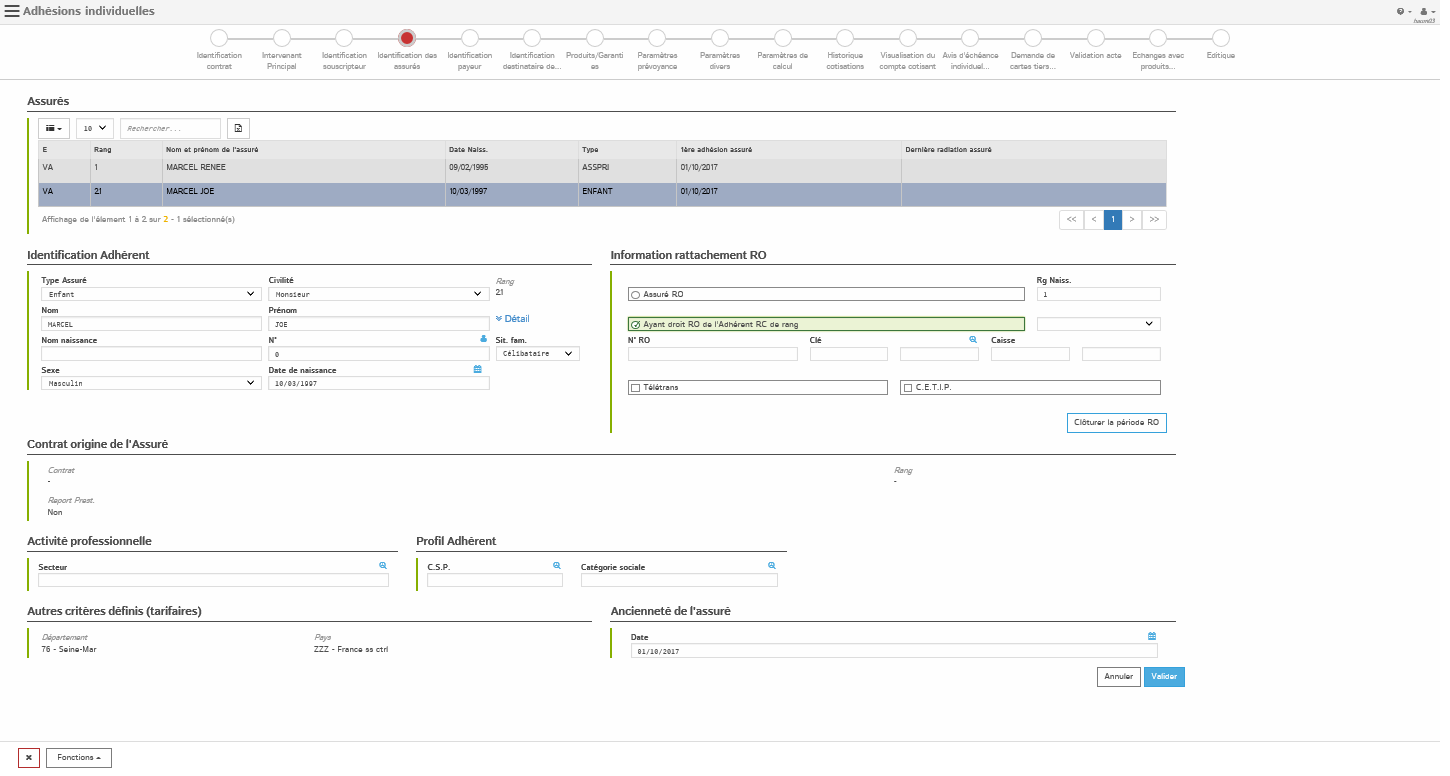 Adhésions individuelles
haum03
Identification contrat
Intervenant Principal
Identification souscripteur
Identification des assurés
Identification payeur
Identification destinataire de...
Produits/Garanties
Paramètres prévoyance
Paramètres divers
Paramètres de calcul
Historique cotisations
Visualisation du compte cotisant
Avis d'échéance individuel...
Demande de cartes tiers...
Validation acte
Echanges avec produits...
Editique
Assurés
10 Rechercher...
E Rang Nom et prénom de l'assuré Date Naiss. Type 1ère adhésion assuré Dernière radiation assuré
VA 1 MARCEL RENEE 09/02/1995 ASSPRI 01/10/2017
VA 21 MARCEL JOE 10/03/1997 ENFANT 01/10/2017
Affichage de l'élement 1 à 2 sur 2 - 1 sélectionné(s)
<< < 1 > >>
Identification Adhérent
Type Assuré Civilité Rang
Enfant Monsieur 21
Nom Prénom
MARCEL JOE Détail
Nom naissance N° Sit. fam.
0 Célibataire
Sexe Date de naissance
Masculin 10/03/1997
Information rattachement RO
Rg Naiss.
Assuré RO 1
Ayant droit RO de l'Adhérent RC de rang
N° RO Clé Caisse
Télétrans C.E.T.I.P.
Clôturer la période RO
Contrat origine de l'Assuré
Contrat Rang
- -
Report Prest.
Non
Activité professionnelle
Secteur
Profil Adhérent
C.S.P. Catégorie sociale
Autres critères définis (tarifaires)
Département Pays
76 - Seine-Mar ZZZ - France ss ctrl
Ancienneté de l'assuré
Date
01/10/2017
Annuler Valider
Fonctions